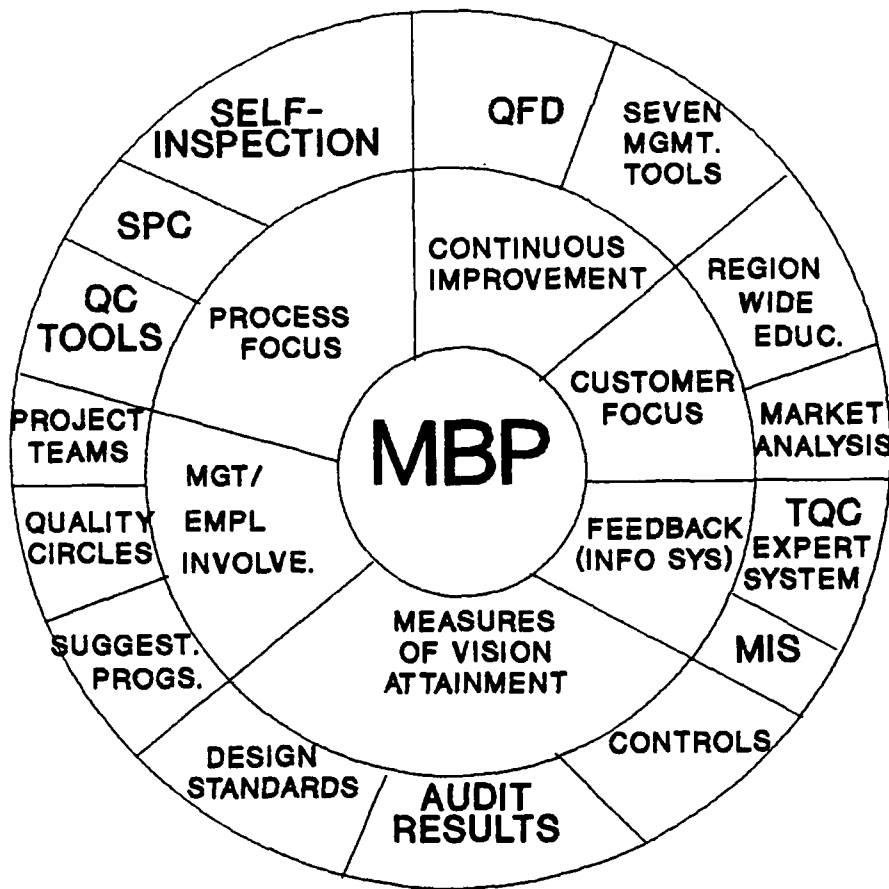 SELF-
INSPECTION
QFD
SEVEN
MGMT.
TOOLS
SPC
QC
TOOLS
PROCESS
FOCUS
CONTINUOUS
IMPROVEMENT
REGION
WIDE
EDUC.
CUSTOMER
FOCUS
MARKET
ANALYSIS
PROJECT
TEAMS
MBP
MGT/
EMPL
INVOLVE.
QUALITY
CIRCLES
FEEDBACK
(INFO SYS)
TQC
EXPERT
SYSTEM
MIS
MEASURES
OF VISION
ATTAINMENT
SUGGEST.
PROGS.
DESIGN
STANDARDS
AUDIT
RESULTS
CONTROLS